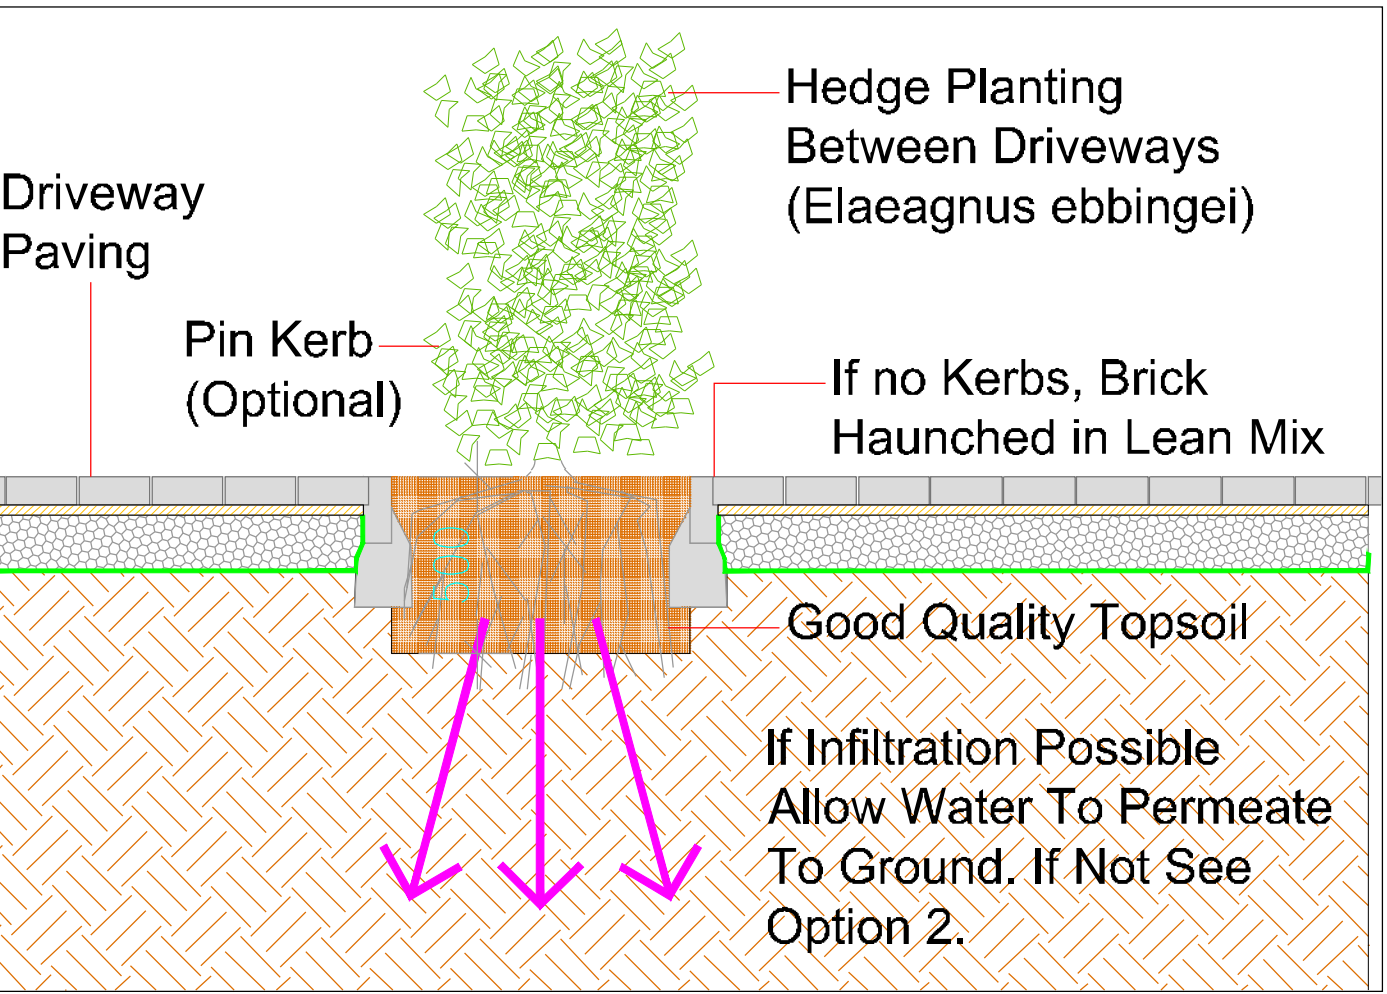 Hedge Planting
Between Driveways
(Elaeagnus ebbingei)
Driveway
Paving
Pin Kerb
(Optional)
If no Kerbs, Brick
Haunched in Lean Mix
Good Quality Topsoil
If Infiltration Possible
Allow Water To Permeate
To Ground. If Not See
Option 2.